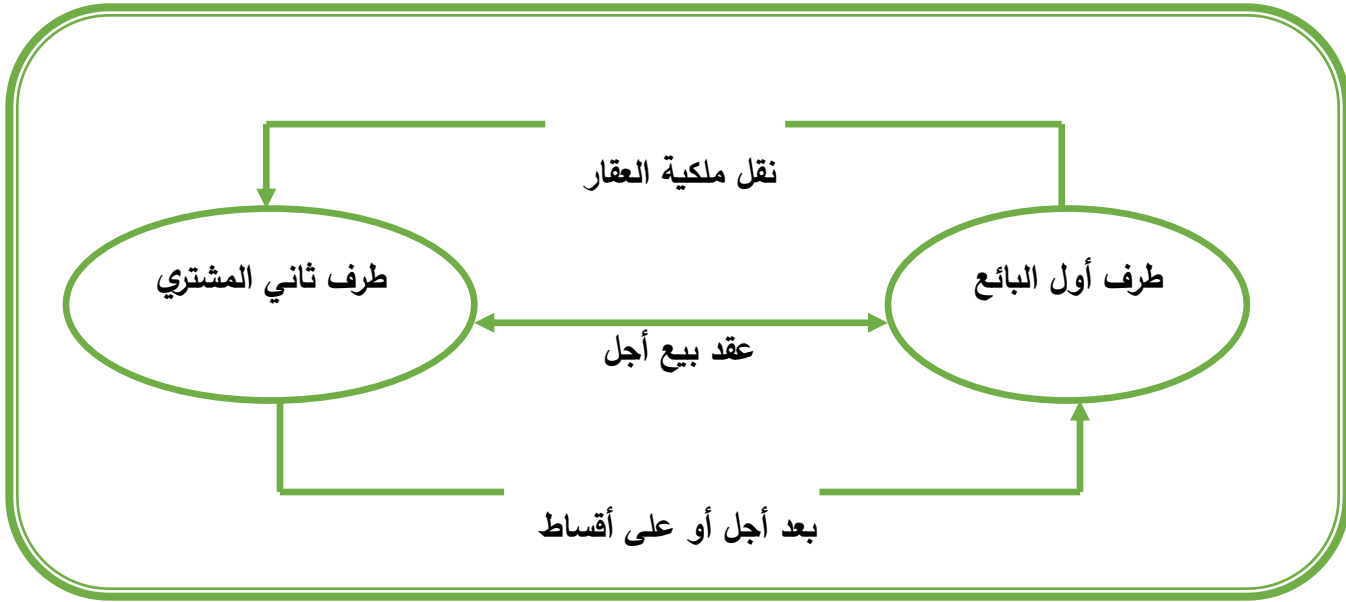 نقل ملكية العقار
طرف أول البائع
طرف ثاني المشتري
عقد بيع أجل
بعد أجل أو على أقساط